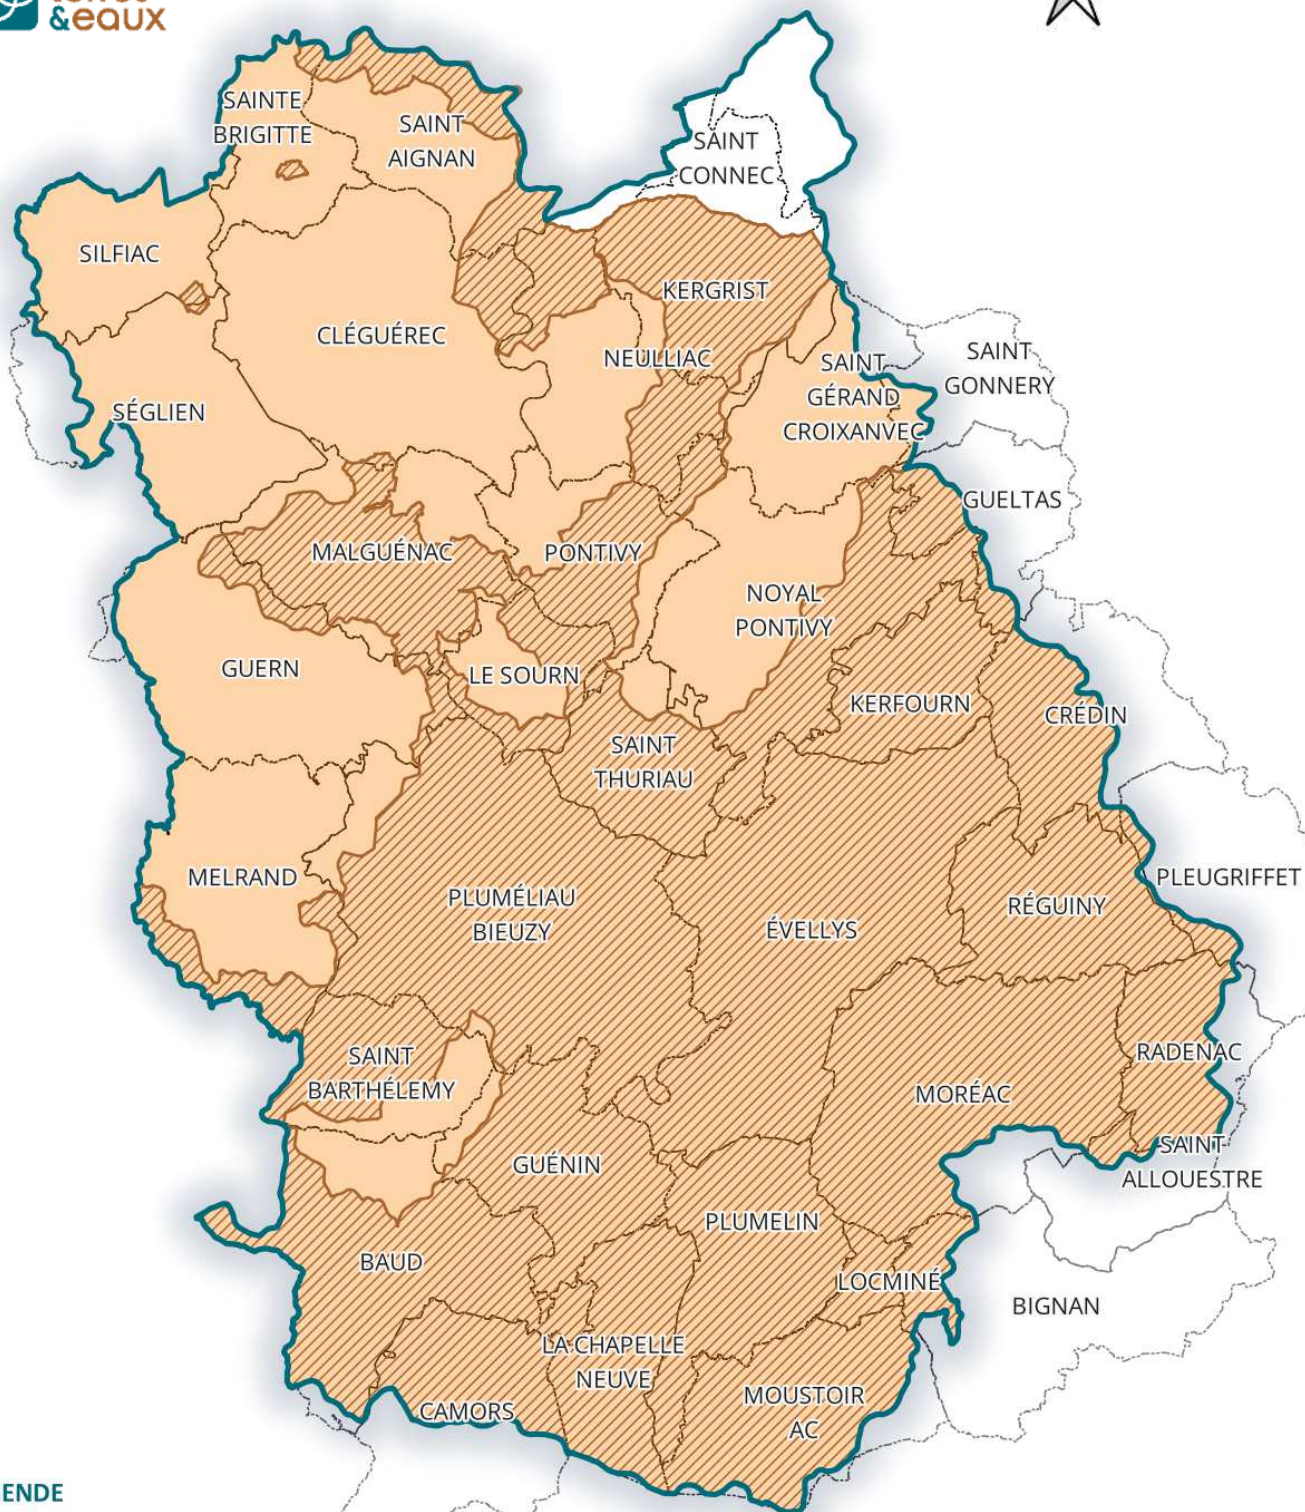 &eaux
SAINTE
BRIGITTE
SAINT
AIGNAN
SAINT
CONNEC
SILFIAC
KERGRIST
CLÉGUÉREC
NEULLIAC
SAINT
GÉRAND
CROIXANVEC
SAINT
GONNERY
SÉGLIEN
GUELTAS
MALGUÉNAC
PONTIVY
NOYAL
PONTIVY
GUERN
LE SOURN
KERFOURN
CRÉDIN
SAINT
THURIAU
MELRAND
PLUMÉLIAU
BIEUZY
ÉVELLYS
RÉGUINY
PLEUGRIFFET
SAINT
BARTHÉLEMY
RADENAC
MORÉAC
SAINT
ALLOUESTRE
GUÉNIN
PLUMELIN
BAUD
LOCMINÉ
BIGNAN
LA CHAPELLE
NEUVE
CAMORS
MOUSTOIR
AC
ENDE